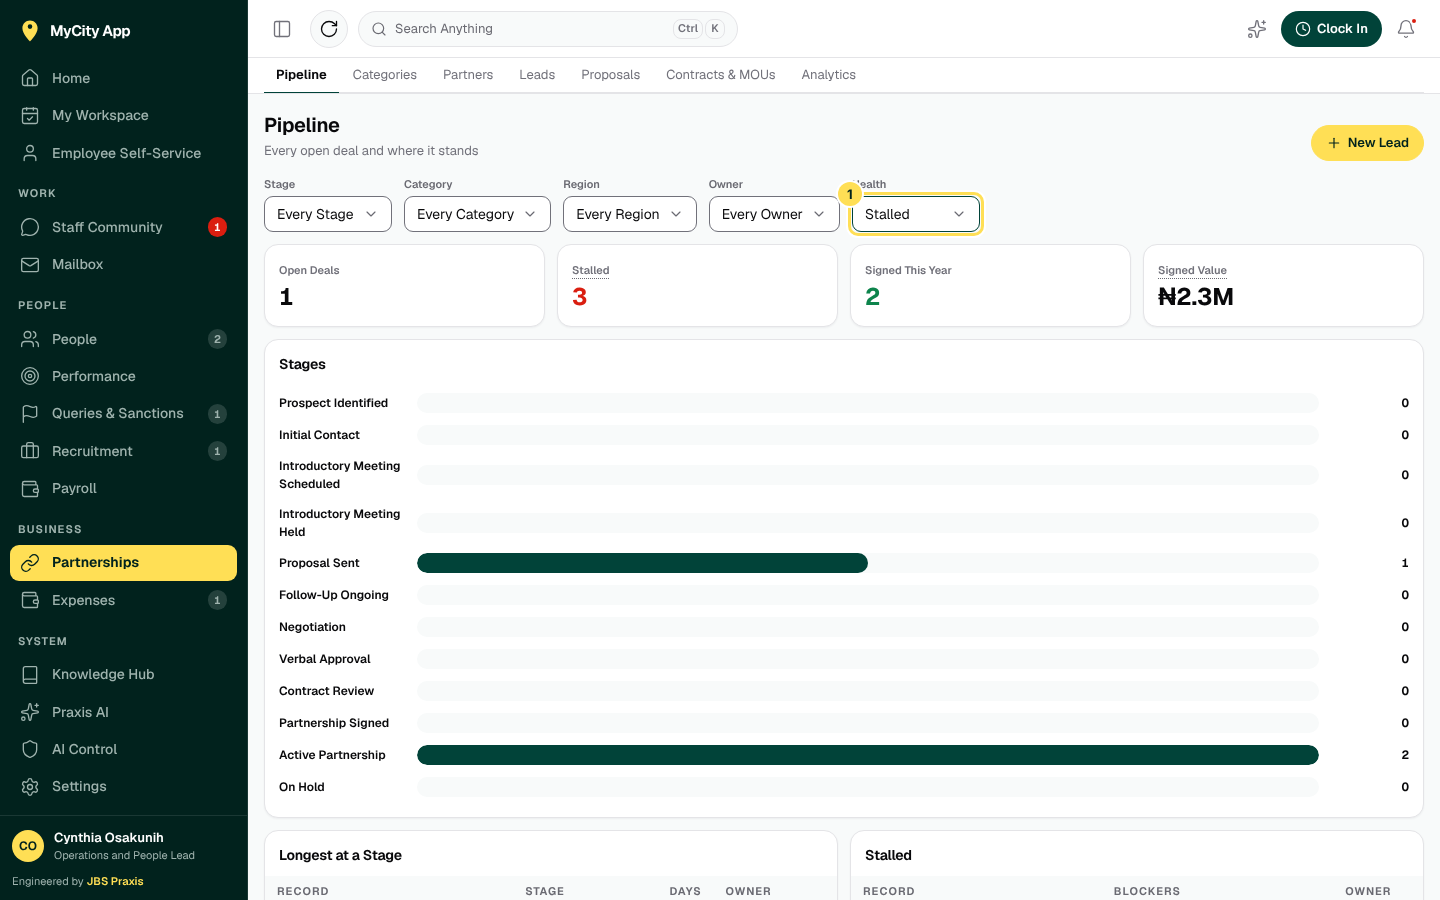 MyCity App
Home
My Workspace
Employee Self-Service
WORK
Staff Community 1
Mailbox
PEOPLE
People 2
Performance
Queries & Sanctions 1
Recruitment 1
Payroll
BUSINESS
Partnerships
Expenses 1
SYSTEM
Knowledge Hub
Praxis AI
AI Control
Settings
CO
Cynthia Osakunih
Operations and People Lead
Engineered by JBS Praxis
Search Anything Ctrl K
Clock In
Pipeline Categories Partners Leads Proposals Contracts & MOUs Analytics
Pipeline
Every open deal and where it stands
New Lead
Stage Category Region Owner
1
Every Stage Every Category Every Region Every Owner Stalled
Open Deals
1
Stalled
3
Signed This Year
2
Signed Value
₦2.3M
Stages
Prospect Identified 0
Initial Contact 0
Introductory Meeting
Scheduled 0
Introductory Meeting
Held 0
Proposal Sent 1
Follow-Up Ongoing 0
Negotiation 0
Verbal Approval 0
Contract Review 0
Partnership Signed 0
Active Partnership 2
On Hold 0
Longest at a Stage
RECORD STAGE DAYS OWNER
Stalled
RECORD BLOCKERS OWNER